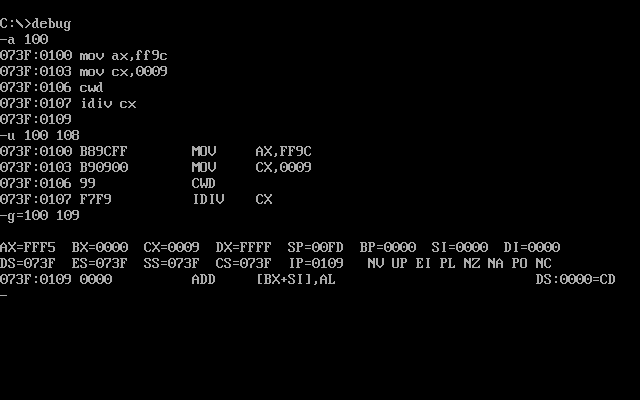 C:\>debug
-a 100
073F:0100 mov ax,ff9c
073F:0103 mov cx,0009
073F:0106 cwd
073F:0107 idiv cx
073F:0109
-u 100 108
073F:0100 B89CFF        MOV     AX,FF9C
073F:0103 B90900        MOV     CX,0009
073F:0106 99            CWD
073F:0107 F7F9          IDIV    CX
-g=100 109
AX=FFF5  BX=0000  CX=0009  DX=FFFF  SP=00FD  BP=0000  SI=0000  DI=0000
DS=073F  ES=073F  SS=073F  CS=073F  IP=0109   NV UP EI PL NZ NA PO NC
073F:0109 0000          ADD     [BX+SI],AL                         DS:0000=CD
-